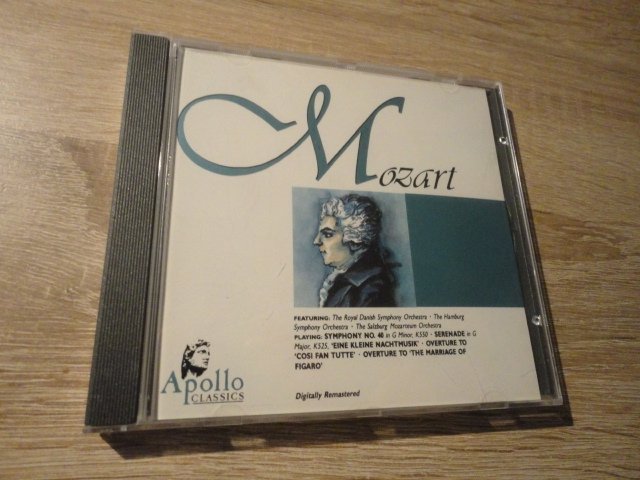 Mozart
FEATURING: The Royal Danish Symphony Orchestra · The Hamburg
Symphony Orchestra · The Salzburg Mozarteum Orchestra
PLAYING: SYMPHONY NO. 40 in G Minor, K550 · SERENADE in G
Major, K525, 'EINE KLEINE NACHTMUSIK' · OVERTURE TO
'COSI FAN TUTTE' · OVERTURE TO 'THE MARRIAGE OF
FIGARO'
Apollo
CLASSICS
Digitally Remastered